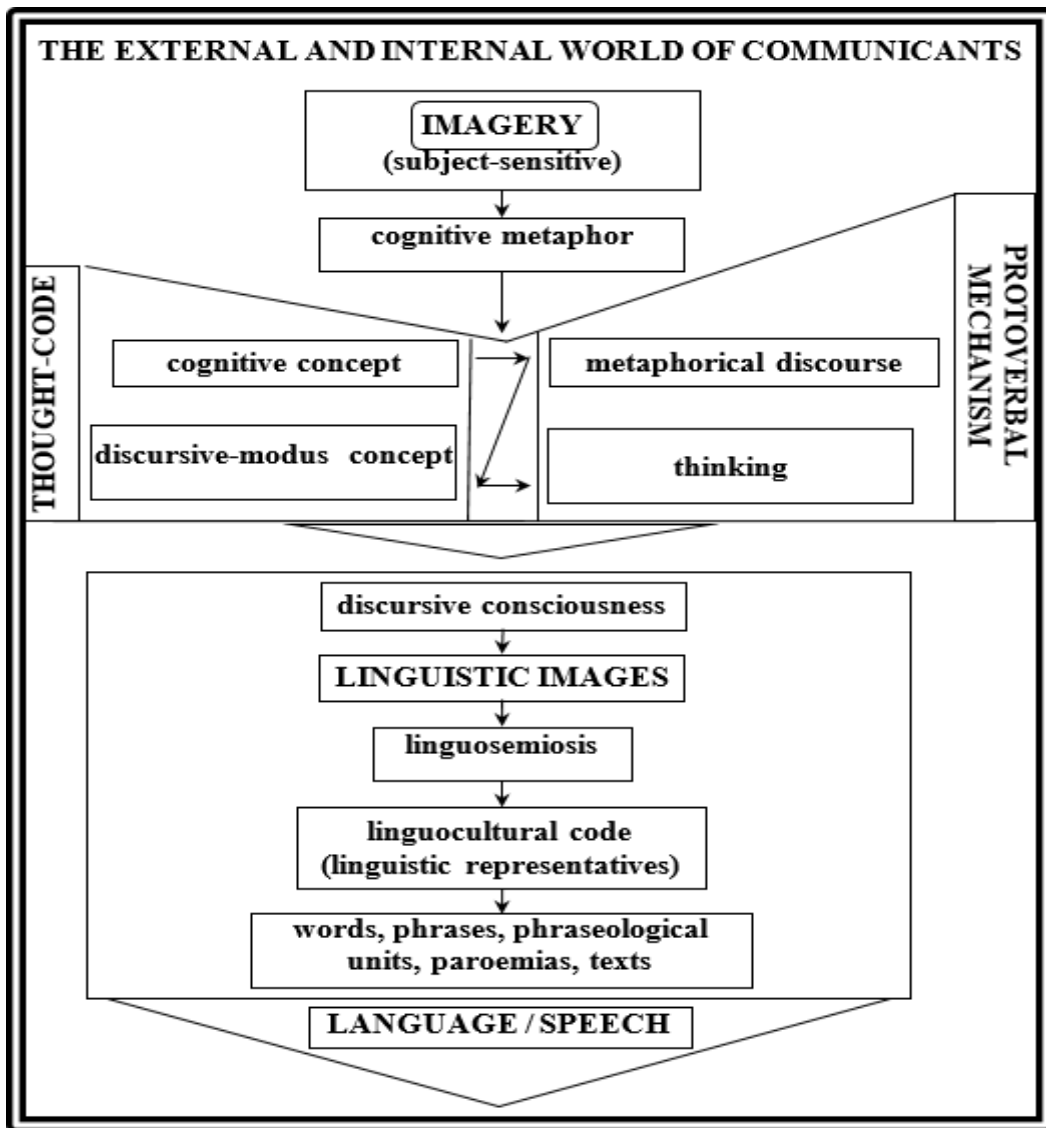 THE EXTERNAL AND INTERNAL WORLD OF COMMUNICANTS
IMAGERY
(subject-sensitive)
cognitive metaphor
THOUGHT-CODE
PROTOVERBAL
MECHANISM
cognitive concept
metaphorical discourse
discursive-modus concept
thinking
discursive consciousness
LINGUISTIC IMAGES
linguosemiosis
linguocultural code
(linguistic representatives)
words, phrases, phraseological
units, paroemias, texts
LANGUAGE / SPEECH